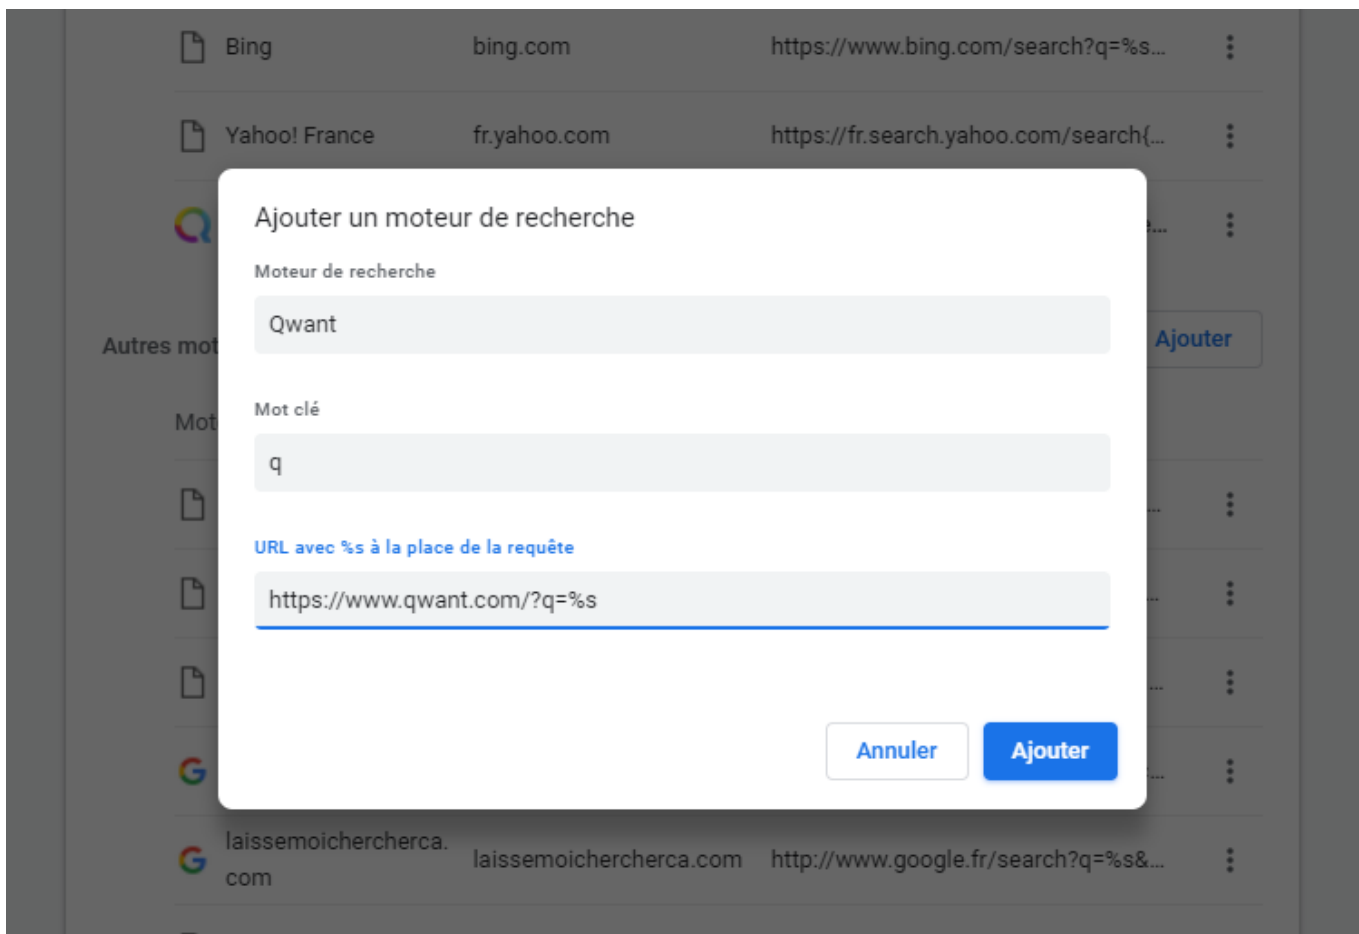 Bing bing.com https://www.bing.com/search?q=%s...
Yahoo! France fr.yahoo.com https://fr.search.yahoo.com/search{...
Ajouter un moteur de recherche
Moteur de recherche
Qwant
Autres mot
Ajouter
Mot clé
Mot
q
URL avec %s à la place de la requête
https://www.qwant.com/?q=%s
Annuler Ajouter
laissemoichercherca.
com
laissemoichercherca.com http://www.google.fr/search?q=%s&...